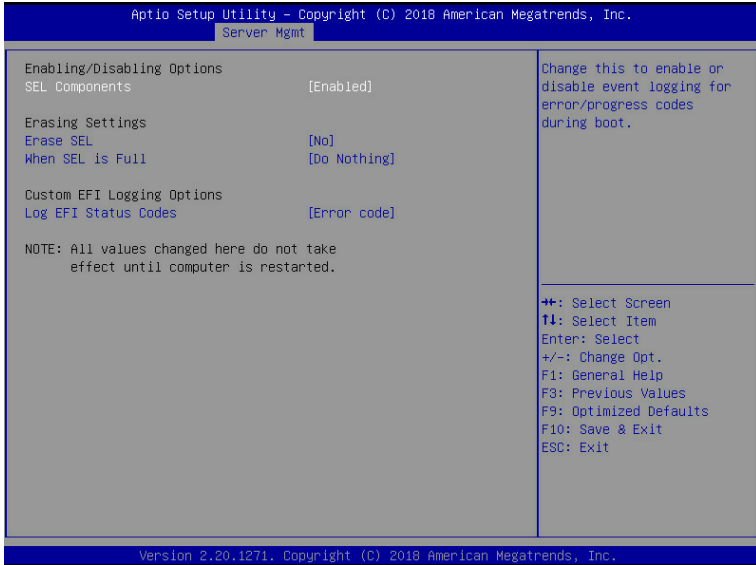 Aptio Setup Utility – Copyright (C) 2018 American Megatrends, Inc.
Server Mgmt
Enabling/Disabling Options
SEL Components [Enabled]
Erasing Settings
Erase SEL [No]
When SEL is Full [Do Nothing]
Custom EFI Logging Options
Log EFI Status Codes [Error code]
NOTE: All values changed here do not take
effect until computer is restarted.
Change this to enable or
disable event logging for
error/progress codes
during boot.
→←: Select Screen
↑↓: Select Item
Enter: Select
+/-: Change Opt.
F1: General Help
F3: Previous Values
F9: Optimized Defaults
F10: Save & Exit
ESC: Exit
Version 2.20.1271. Copyright (C) 2018 American Megatrends, Inc.